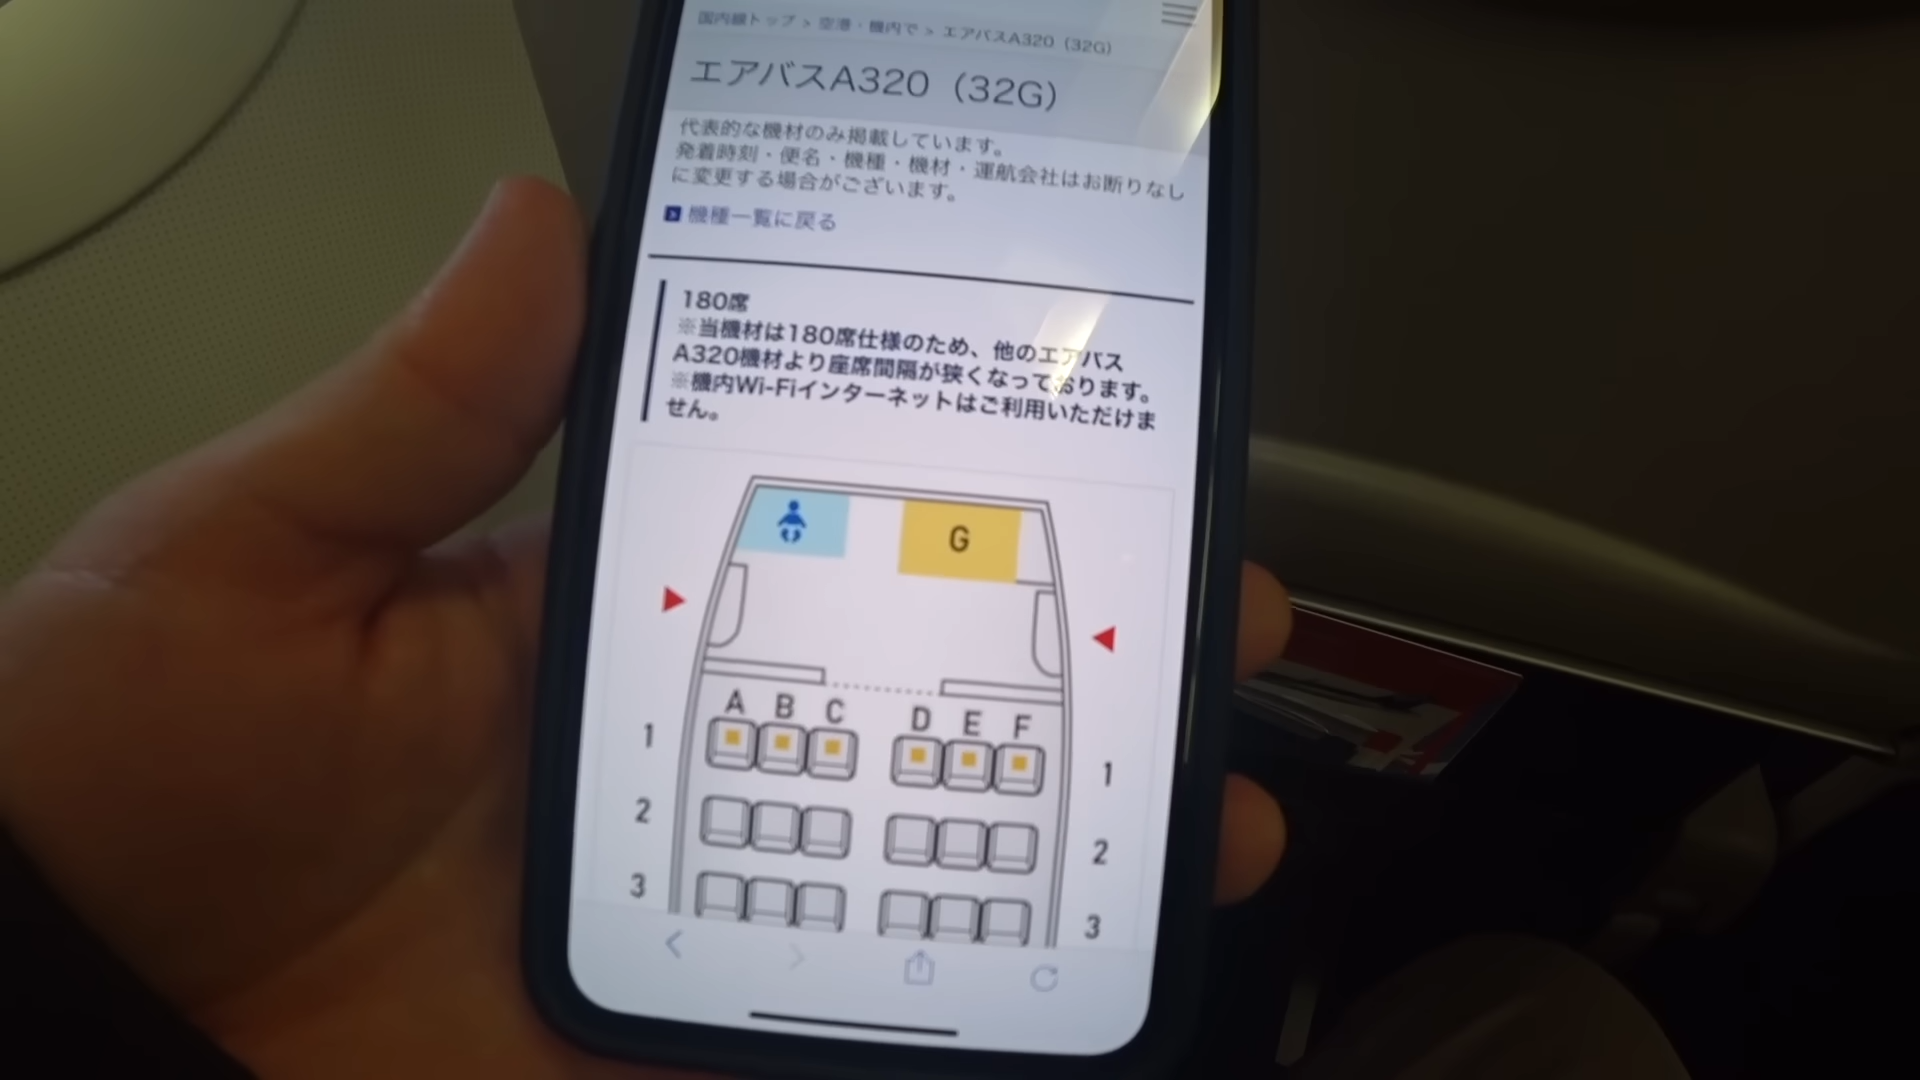 国内線トップ > 空港・機内で > エアバスA320（32G）
エアバスA320（32G）
代表的な機材のみ掲載しています。
発着時刻・便名・機種・機材・運航会社はお断りなし
に変更する場合がございます。
機種一覧に戻る
180席
※当機材は180席仕様のため、他のエアバス
A320機材より座席間隔が狭くなっております。
※機内Wi-Fiインターネットはご利用いただけま
せん。
G
A B C D E F
1 1
2 2
3 3